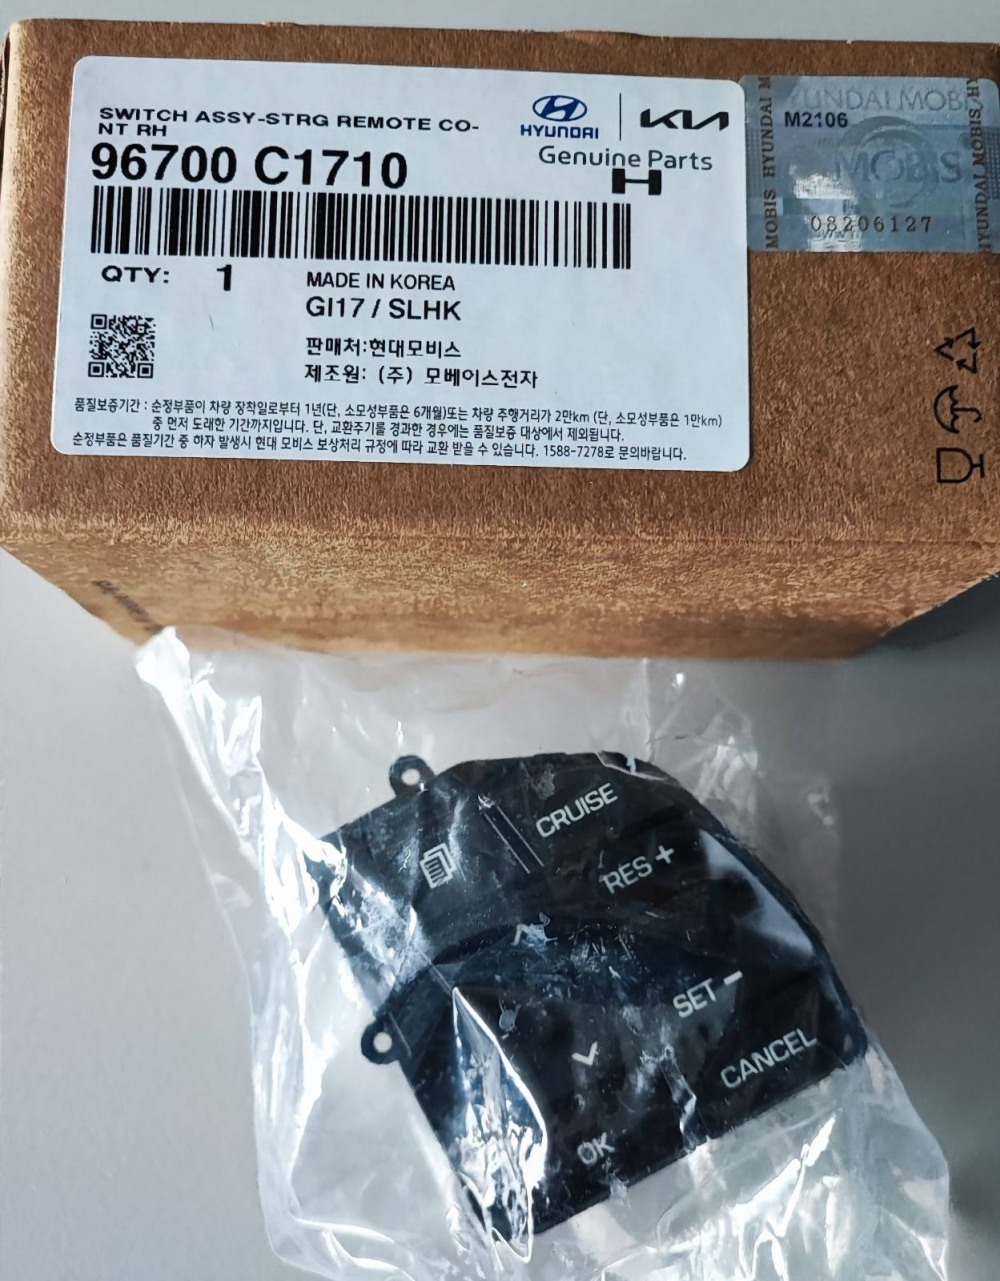 SWITCH ASSY-STRG REMOTE CO-
NT RH
96700 C1710
HYUNDAI
KIA
Genuine Parts
H
QTY: 1
MADE IN KOREA
GI17 / SLHK
판매처:현대모비스
제조원: (주) 모베이스전자
품질보증기간 : 순정부품이 차량 장착일로부터 1년(단, 소모성부품은 6개월)또는 차량 주행거리가 2만km (단, 소모성부품은 1만km)
중 먼저 도래한 기간까지입니다. 단, 교환주기를 경과한 경우에는 품질보증 대상에서 제외됩니다.
순정부품은 품질기간 중 하자 발생시 현대 모비스 보상처리 규정에 따라 교환 받을 수 있습니다. 1588-7278로 문의바랍니다.
YUNDAI MOBI
M2106
MOBIS
08206127
MOBIS HYUNDAI M
HYUNDAI MOBIS HY
CRUISE
RES +
SET −
CANCEL
OK